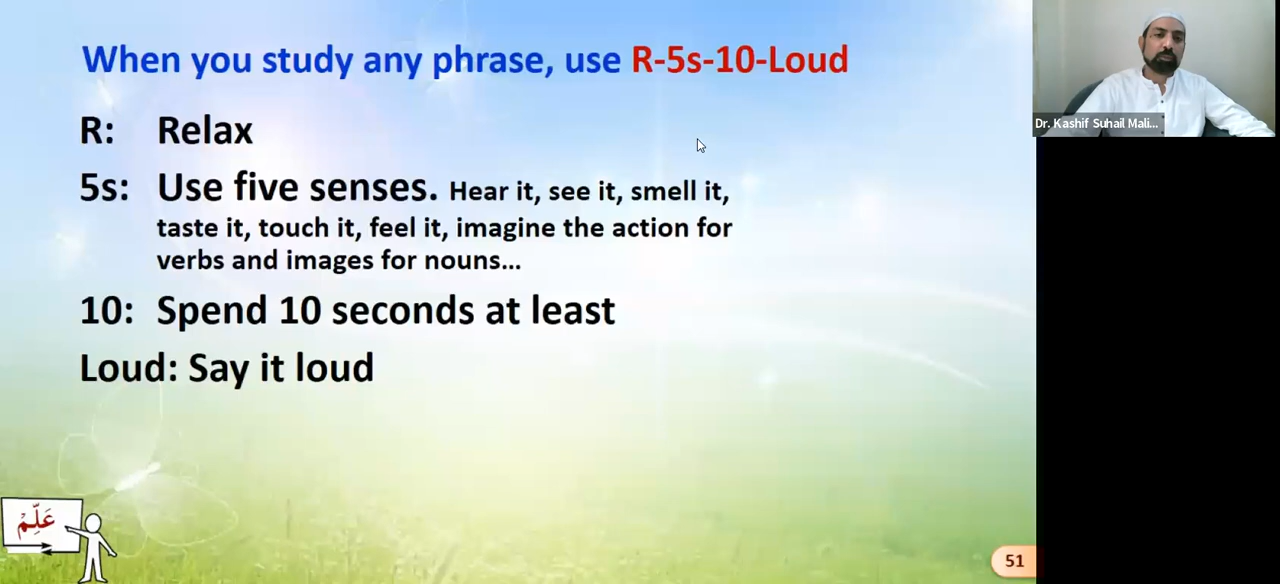 When you study any phrase, use R-5s-10-Loud
R: Relax
5s: Use five senses. Hear it, see it, smell it,
taste it, touch it, feel it, imagine the action for
verbs and images for nouns...
10: Spend 10 seconds at least
Loud: Say it loud
Dr. Kashif Suhail Mali...
عَلِّمْ
51